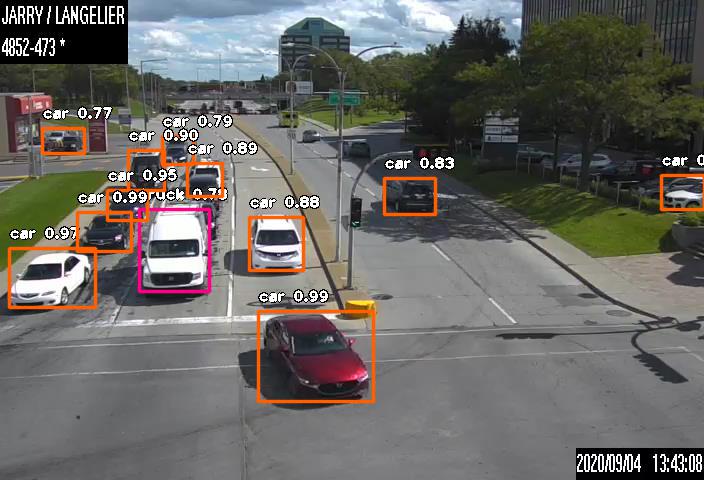 JARRY / LANGELIER
4852-473 *
car 0.77
car 0.79
car 0.90
car 0.89
car 0.83
car 0.95
car 0.99
car 0.88
car 0.97
car 0.99
2020/09/04 13:43:08